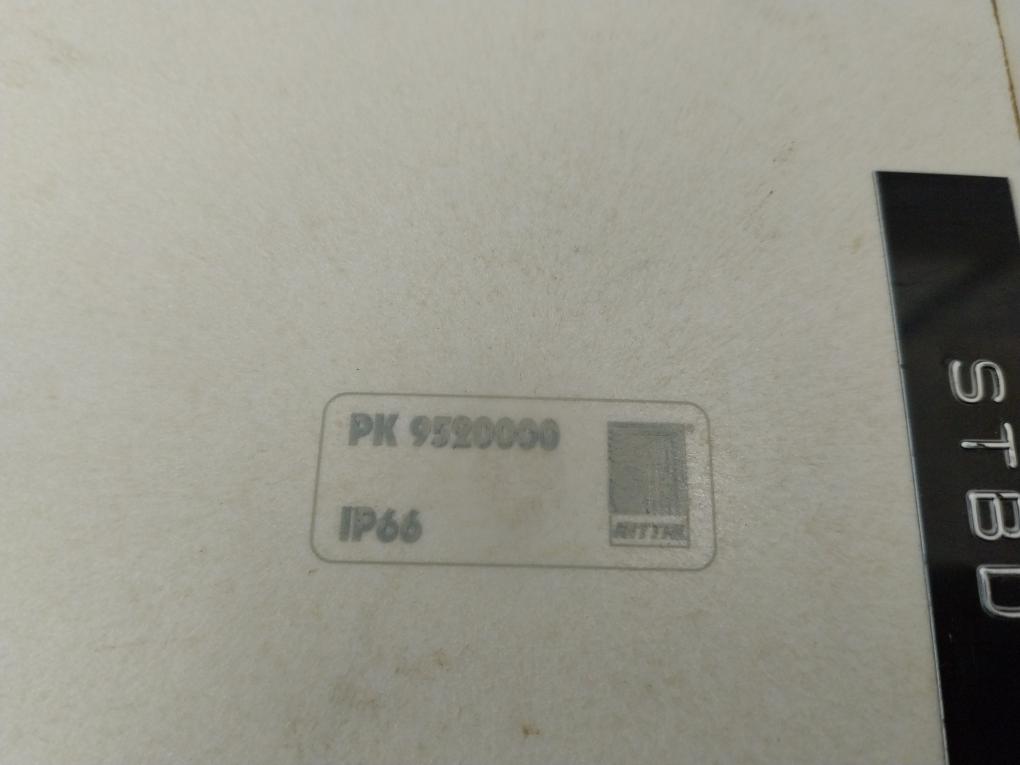 PK 9520000
IP66
RITTAL
STBD